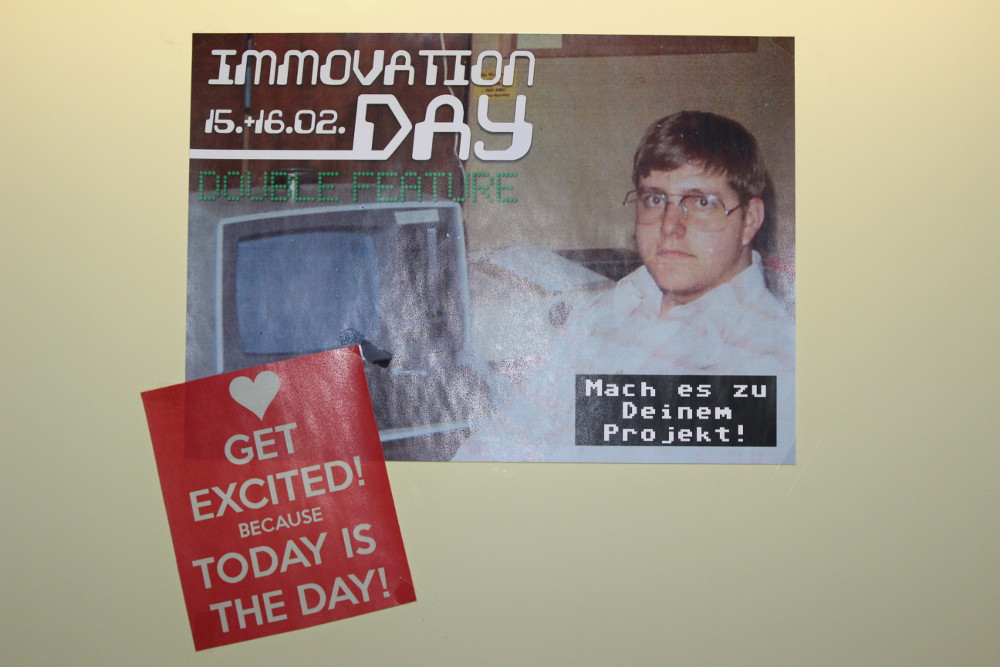 IMMOVATION
15.+16.02. DAY
DOUBLE FEATURE
Mach es zu
Deinem
Projekt!
GET
EXCITED!
BECAUSE
TODAY IS
THE DAY!